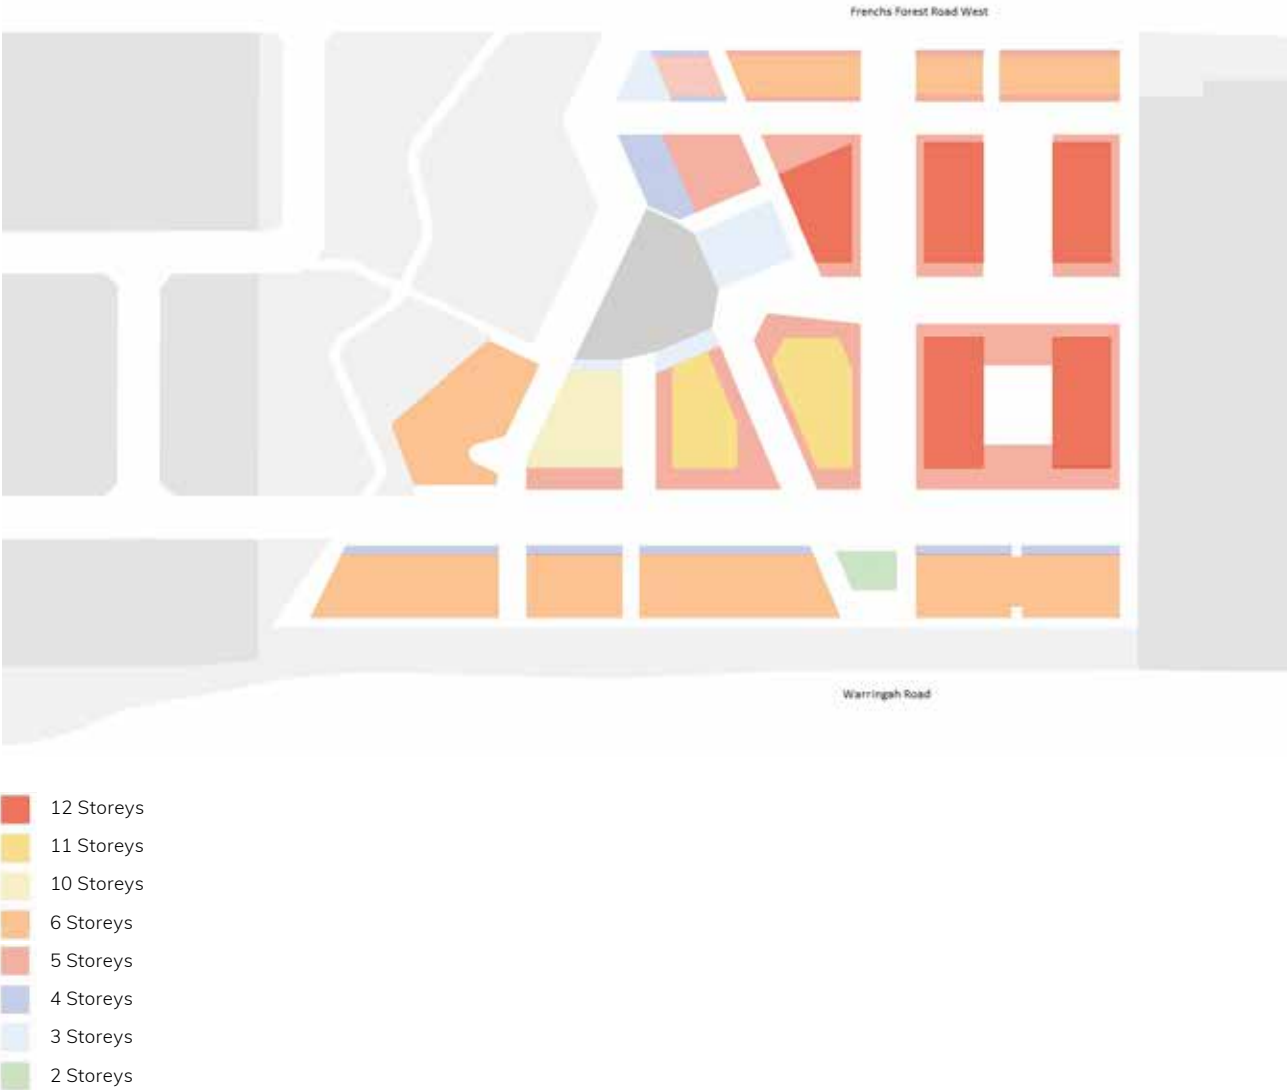 Frenchs Forest Road West
Warringah Road
12 Storeys
11 Storeys
10 Storeys
6 Storeys
5 Storeys
4 Storeys
3 Storeys
2 Storeys